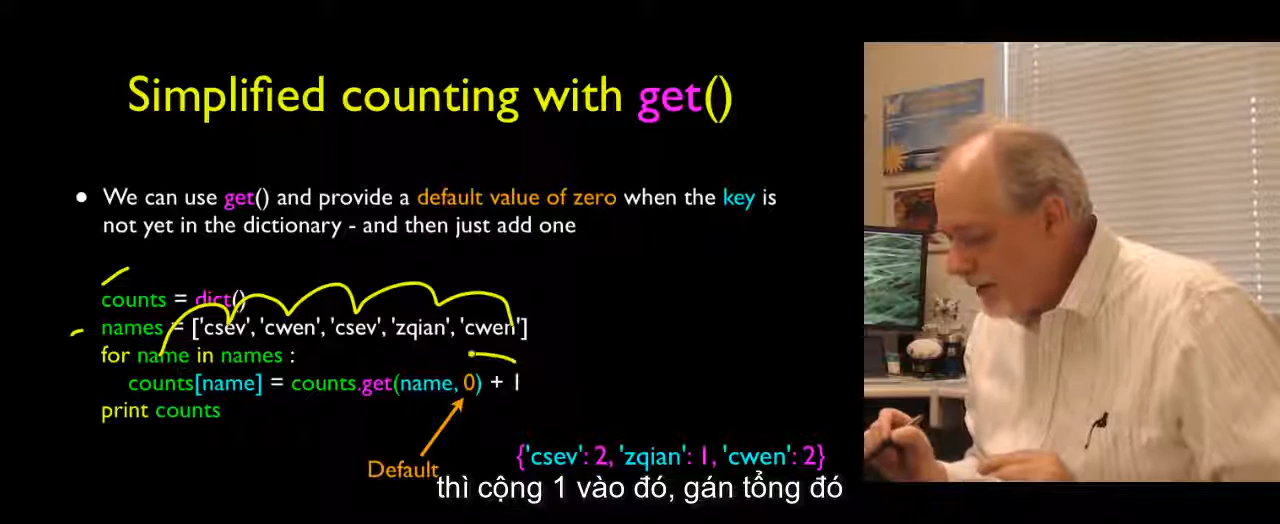 Simplified counting with get()
● We can use get() and provide a default value of zero when the key is
not yet in the dictionary - and then just add one
counts = dict()
names = ['csev', 'cwen', 'csev', 'zqian', 'cwen']
for name in names :
counts[name] = counts.get(name, 0) + 1
print counts
Default
{'csev': 2, 'zqian': 1, 'cwen': 2}
thì cộng 1 vào đó, gán tổng đó